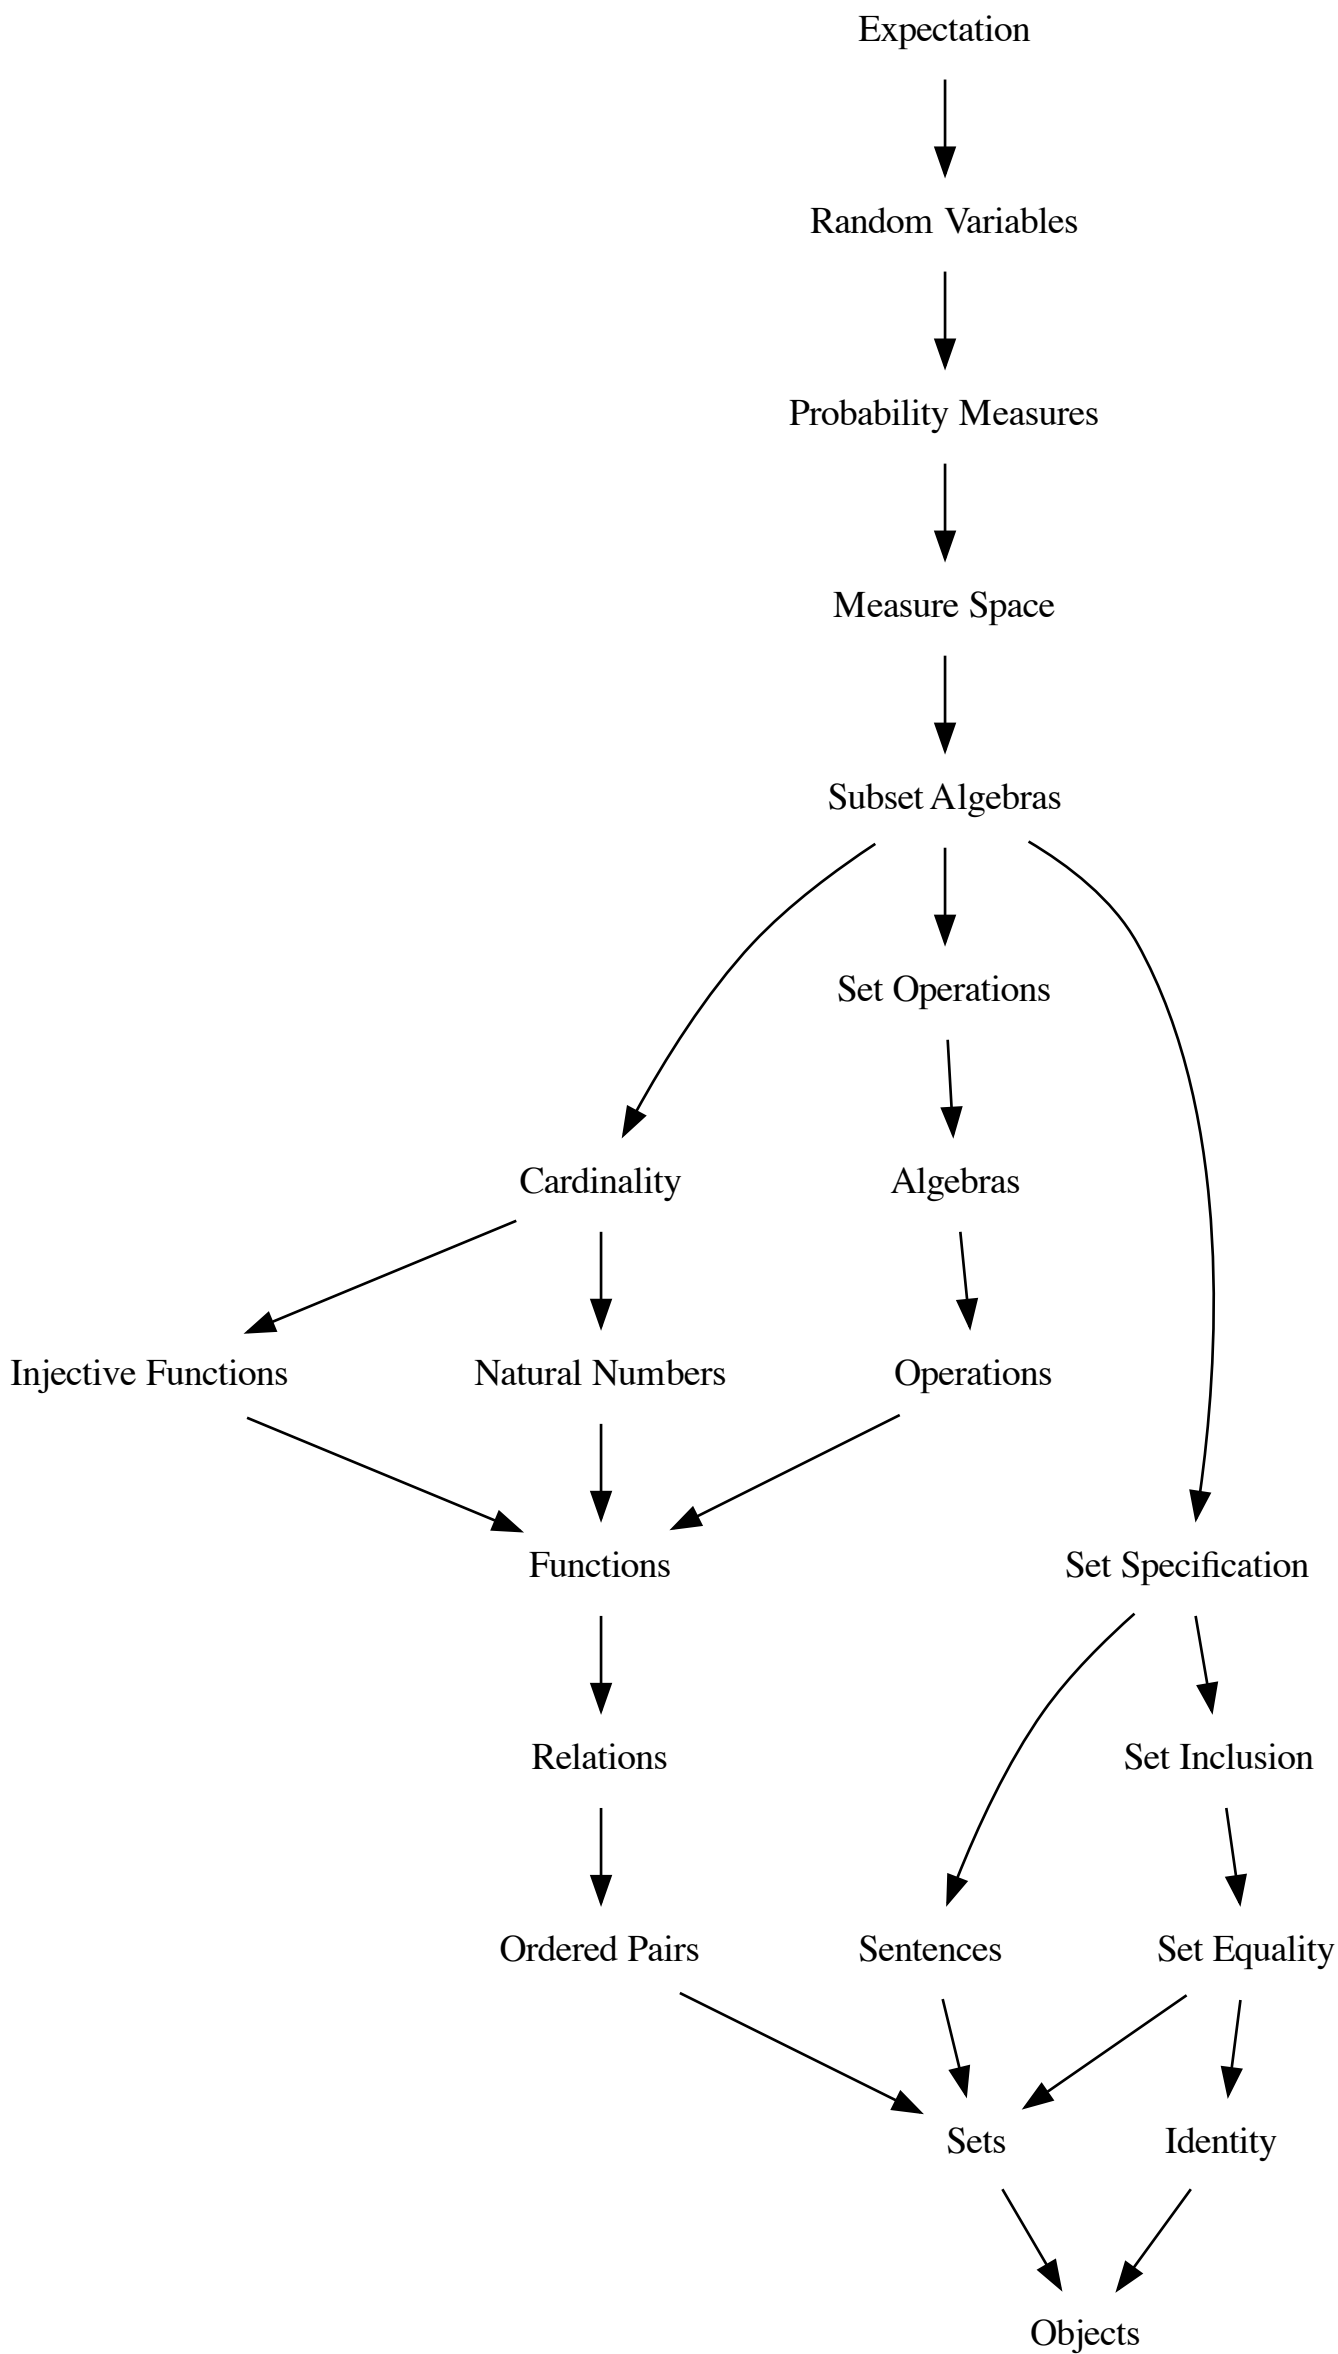 Expectation
Random Variables
Probability Measures
Measure Space
Subset Algebras
Set Operations
Cardinality
Algebras
Injective Functions
Natural Numbers
Operations
Functions
Set Specification
Relations
Set Inclusion
Ordered Pairs
Sentences
Set Equality
Sets
Identity
Objects